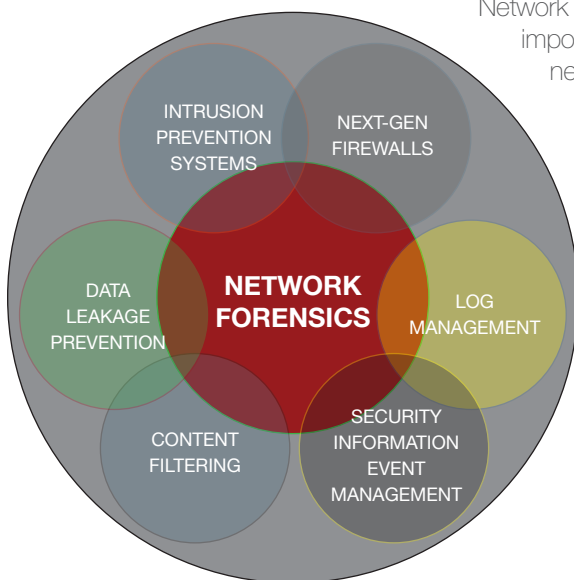 Network
impo
ne
INTRUSION
PREVENTION
SYSTEMS
NEXT-GEN
FIREWALLS
DATA
LEAKAGE
PREVENTION
NETWORK
FORENSICS
LOG
MANAGEMENT
CONTENT
FILTERING
SECURITY
INFORMATION
EVENT
MANAGEMENT